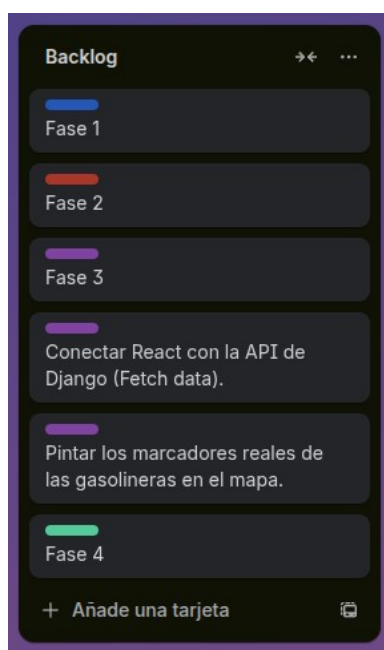 Backlog
Fase 1
Fase 2
Fase 3
Conectar React con la API de
Django (Fetch data).
Pintar los marcadores reales de
las gasolineras en el mapa.
Fase 4
+ Añade una tarjeta